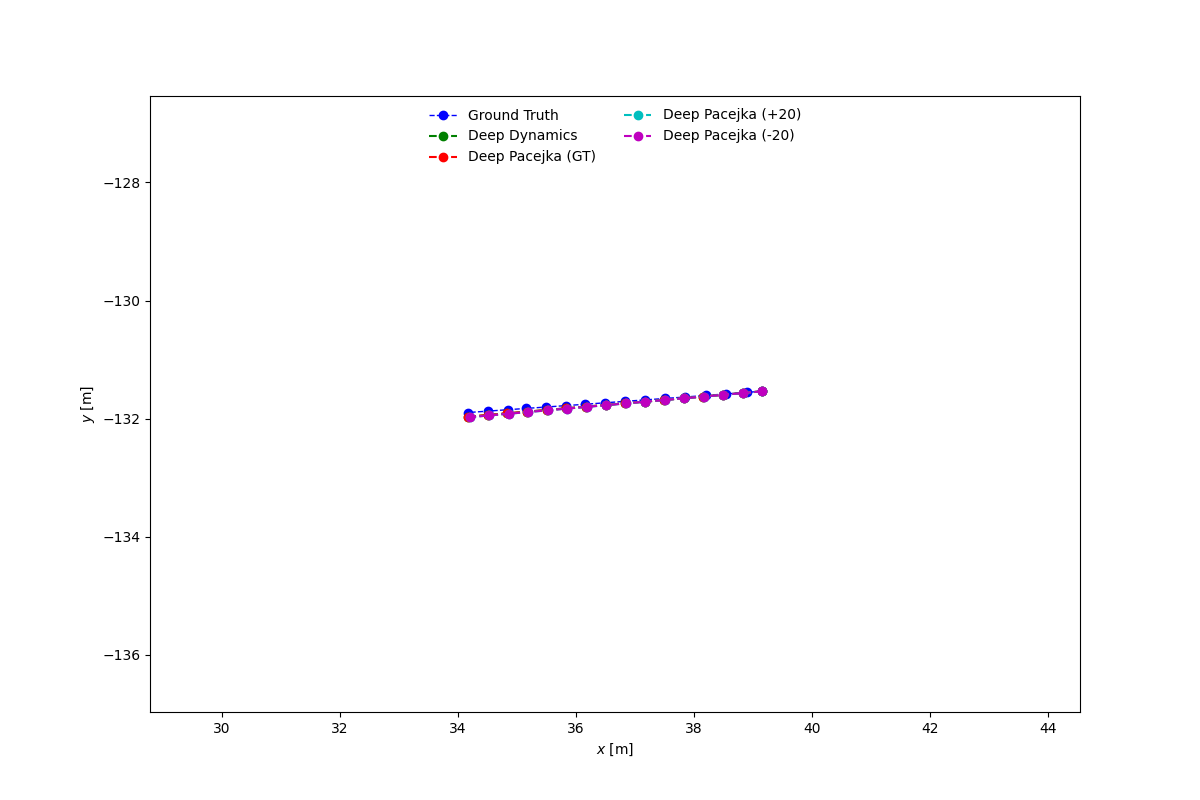 Ground Truth
Deep Dynamics
Deep Pacejka (GT)
Deep Pacejka (+20)
Deep Pacejka (-20)
−128
−130
−132
−134
−136
y [m]
30 32 34 36 38 40 42 44
x [m]